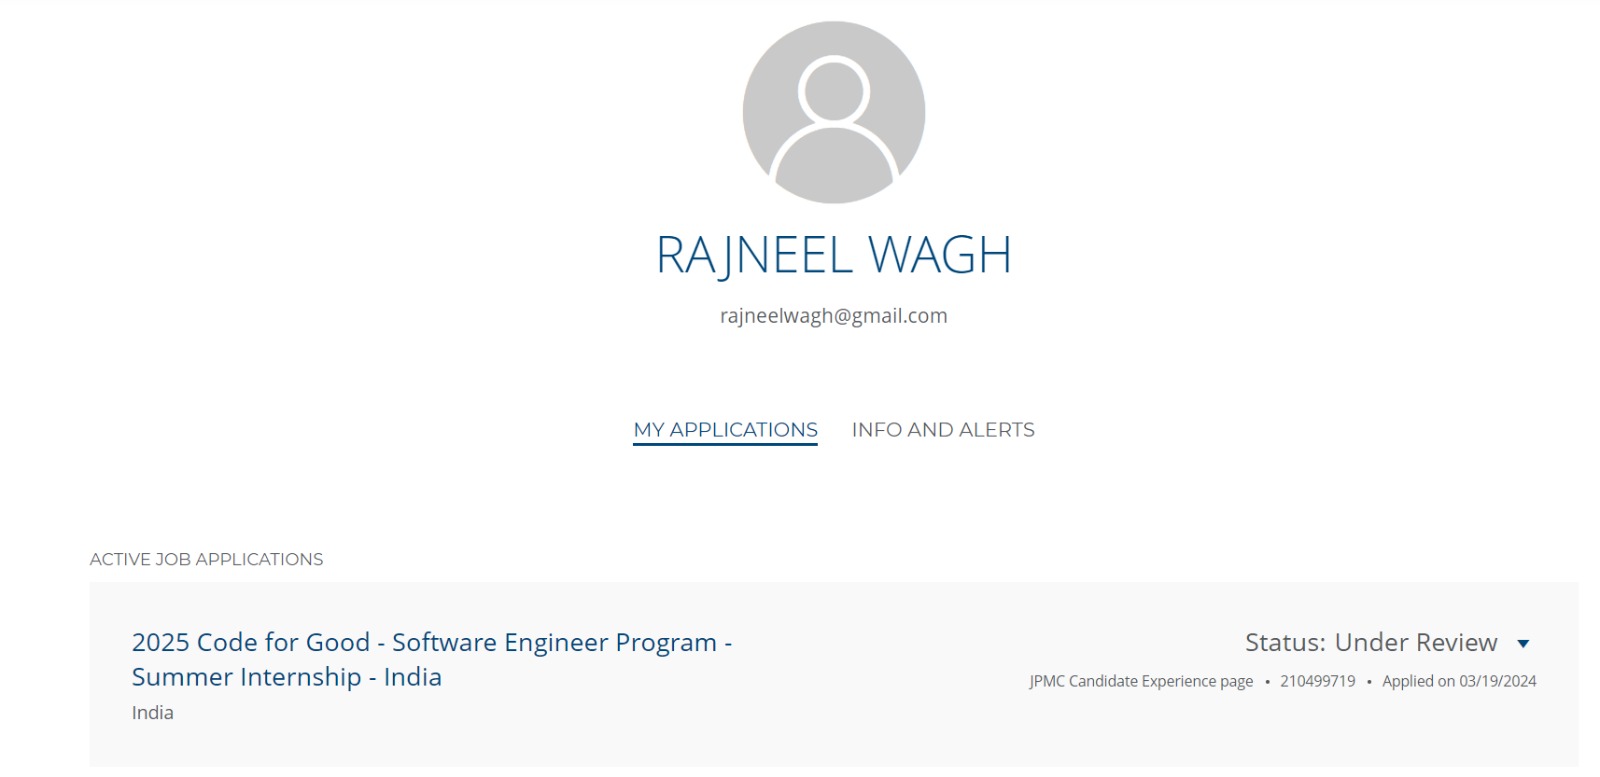 RAJNEEL WAGH
rajneelwagh@gmail.com
MY APPLICATIONS
INFO AND ALERTS
ACTIVE JOB APPLICATIONS
2025 Code for Good - Software Engineer Program -
Summer Internship - India
India
Status: Under Review
JPMC Candidate Experience page • 210499719 • Applied on 03/19/2024